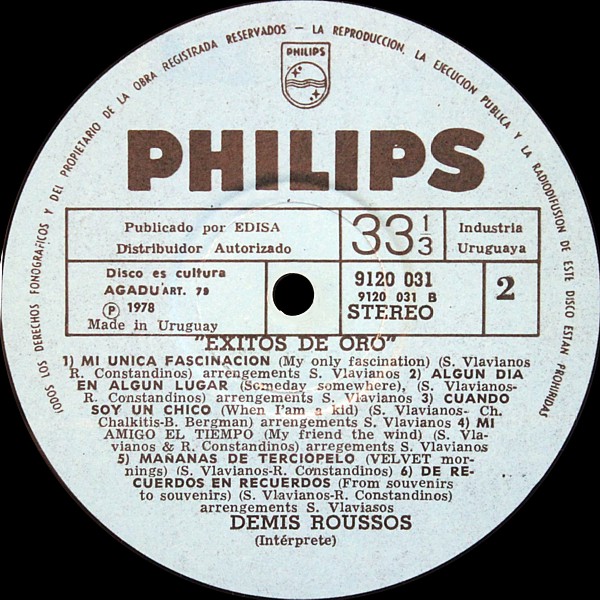 TODOS LOS DERECHOS FONOGRAFICOS Y DEL PROPIETARIO DE LA OBRA REGISTRADA RESERVADOS - LA REPRODUCCION, LA EJECUCION PUBLICA Y LA RADIODIFUSION DE ESTE DISCO ESTAN PROHIBIDAS
PHILIPS
PHILIPS
Publicado por EDISA
Distribuidor Autorizado
33 1/3
Industria
Uruguaya
Disco es cultura
AGADU ART. 79
Ⓟ 1978
Made in Uruguay
9120 031
9120 031 B
STEREO
2
"EXITOS DE ORO"
1) MI UNICA FASCINACION (My only fascination) (S. Vlavianos
R. Constandinos) arrengements S. Vlavianos 2) ALGUN DIA
EN ALGUN LUGAR (Someday somewhere), (S. Vlavianos-
R. Constandinos) arrengements S. Vlavianos 3) CUANDO
SOY UN CHICO (When I'am a kid) (S. Vlavianos- Ch.
Chalkitis-B. Bergman) arrangements S. Vlavianos 4) MI
AMIGO EL TIEMPO (My friend the wind) (S. Vla-
vianos & R. Constandinos) arregements S. Vlavianos
5) MAÑANAS DE TERCIOPELO (VELVET mor-
nings) (S. Vlavianos-R. Constandinos) 6) DE RE-
CUERDOS EN RECUERDOS (From souvenirs
to souvenirs) (S. Vlavianos-R. Constandinos)
arrengements S. Vlaviasos
DEMIS ROUSSOS
(Intérprete)